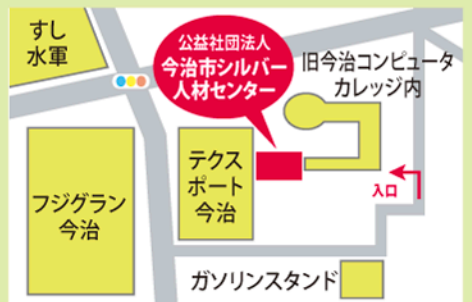 すし
水軍
公益社団法人
今治市シルバー
人材センター
旧今治コンピュータ
カレッジ内
テクス
ポート
今治
フジグラン
今治
入口
ガソリンスタンド